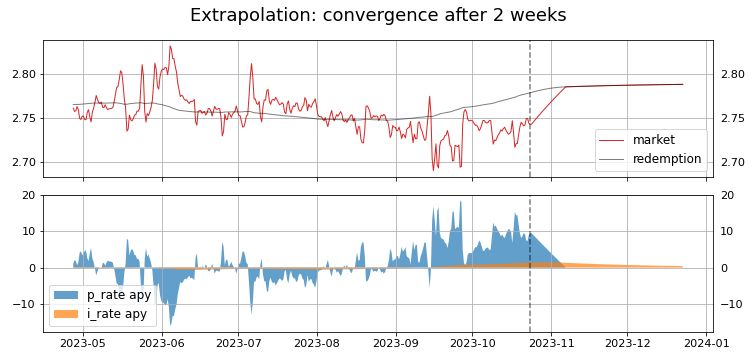 Extrapolation: convergence after 2 weeks
2.80
2.75
2.70
2.80
2.75
2.70
market
redemption
20
10
0
−10
20
10
0
−10
p_rate apy
i_rate apy
2023-05 2023-06 2023-07 2023-08 2023-09 2023-10 2023-11 2023-12 2024-01